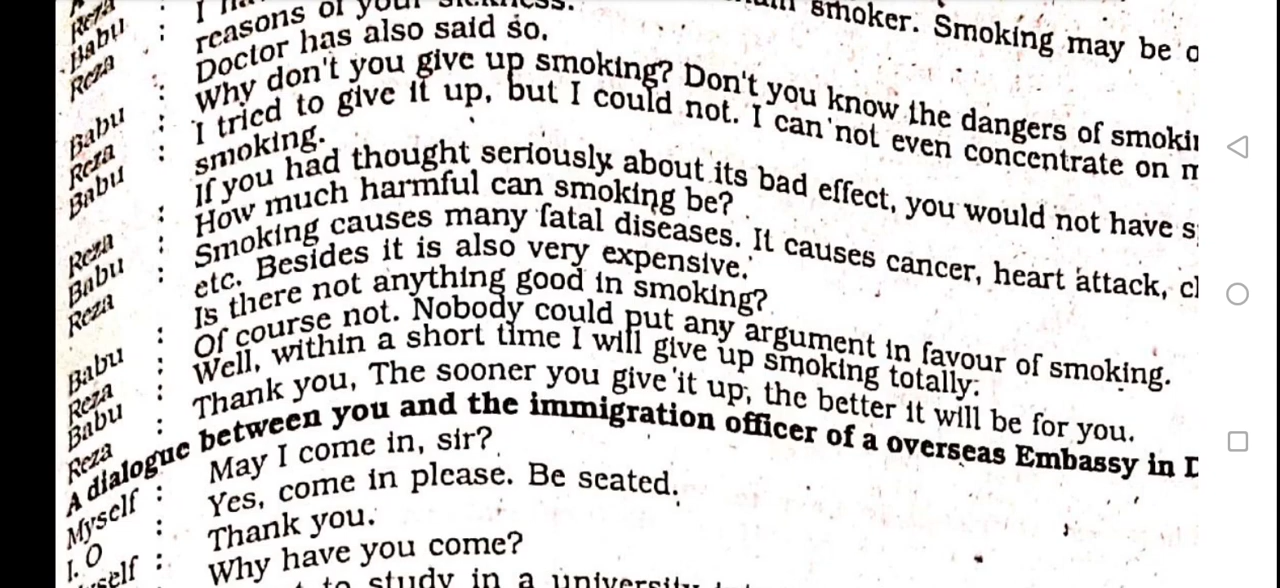 Reza
Babu : I
Reza : smoker. Smoking may be
reasons of your
Babu : Doctor has also said so.
Reza : Why don't you give up smoking? Don't you know the dangers of
Babu : I tried to give it up, but I could not. I can'not even concentrate on
smoking.
Reza : If you had thought seriously about its bad effect, you would not have
Babu : How much harmful can smoking be?
Reza : Smoking causes many fatal diseases. It causes cancer, heart attack,
etc. Besides it is also very expensive.
Babu : Is there not anything good in smoking?
Reza : Of course not. Nobody could put any argument in favour of smoking.
Babu : Well, within a short time I will give up smoking totally.
Reza : Thank you, The sooner you give it up, the better it will be for you.
A dialogue between you and the immigration officer of a overseas Embassy in
Myself : May I come in, sir?
I. O : Yes, come in please. Be seated.
Thank you.
Why have you come?
to study in a university